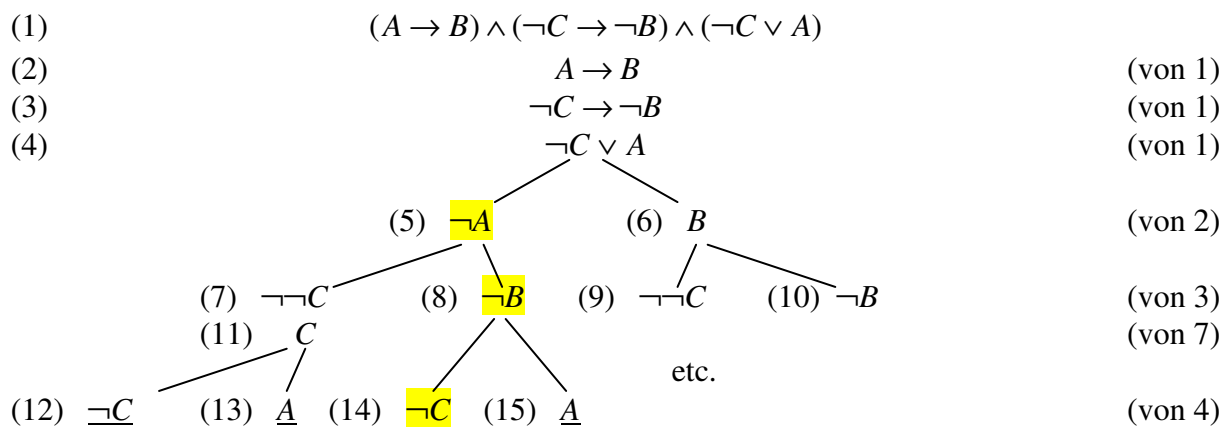 (1) (A → B) ∧ (¬C → ¬B) ∧ (¬C ∨ A)
(2) A → B (von 1)
(3) ¬C → ¬B (von 1)
(4) ¬C ∨ A (von 1)
(5) ¬A (6) B (von 2)
(7) ¬¬C (8) ¬B (9) ¬¬C (10) ¬B (von 3)
(11) C (von 7)
etc.
(12) ¬C (13) A (14) ¬C (15) A (von 4)